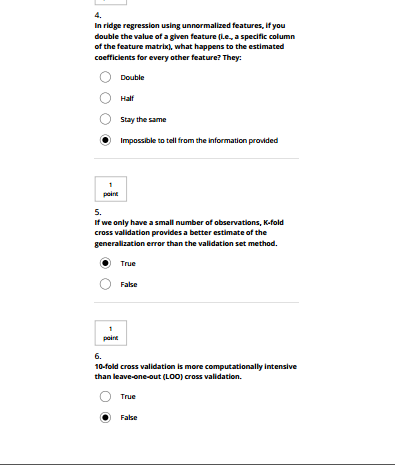 4.
In ridge regression using unnormalized features, if you
double the value of a given feature (i.e., a specific column
of the feature matrix), what happens to the estimated
coefficients for every other feature? They:
Double
Half
Stay the same
Impossible to tell from the information provided
1
point
5.
If we only have a small number of observations, K-fold
cross validation provides a better estimate of the
generalization error than the validation set method.
True
False
1
point
6.
10-fold cross validation is more computationally intensive
than leave-one-out (LOO) cross validation.
True
False